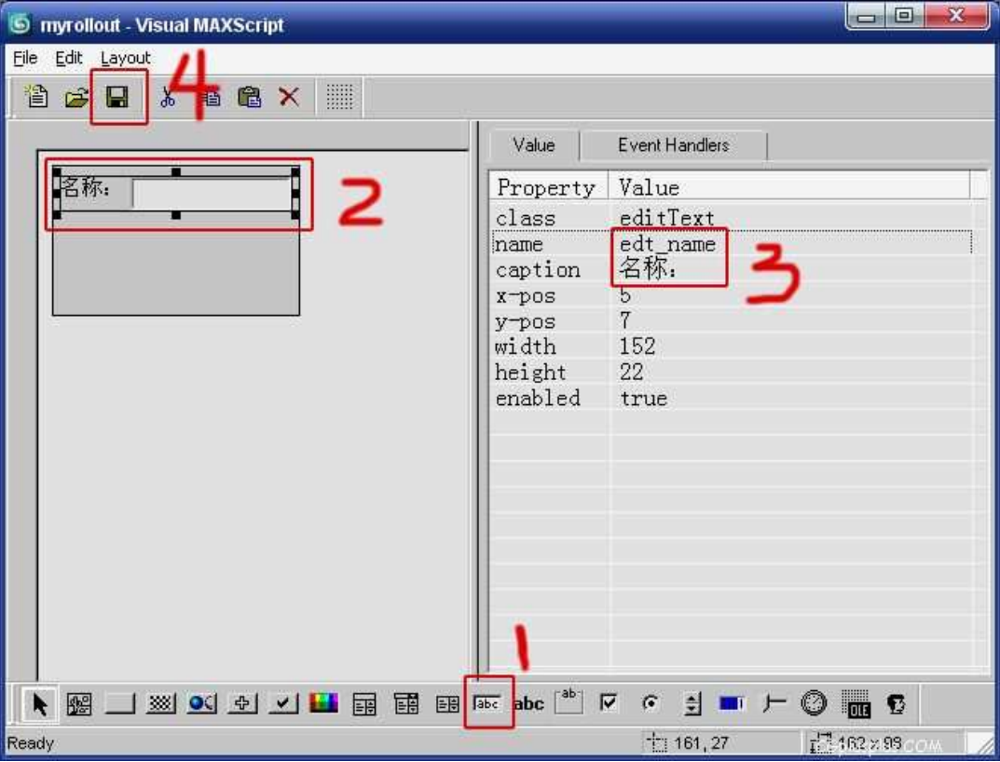 myrollout - Visual MAXScript
File Edit Layout
4
Value Event Handlers
名称:
2
Property Value
class editText
name edt_name
caption 名称:
3
x-pos 5
y-pos 7
width 152
height 22
enabled true
1
abc abc ab OLE
Ready 161, 27